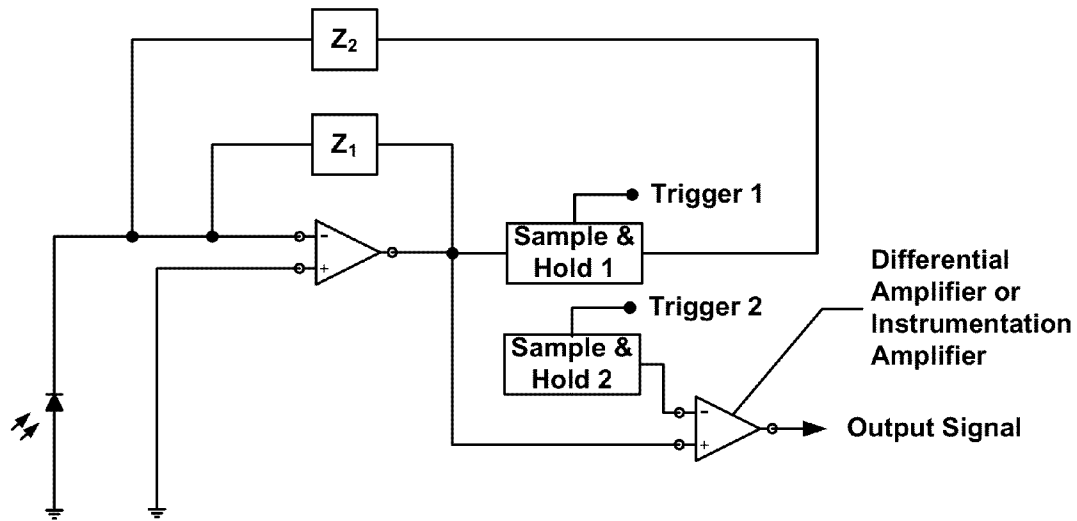 Z₂
Z₁
Trigger 1
Sample &
Hold 1
Differential
Amplifier or
Instrumentation
Amplifier
Trigger 2
Sample &
Hold 2
-
+
-
+
Output Signal